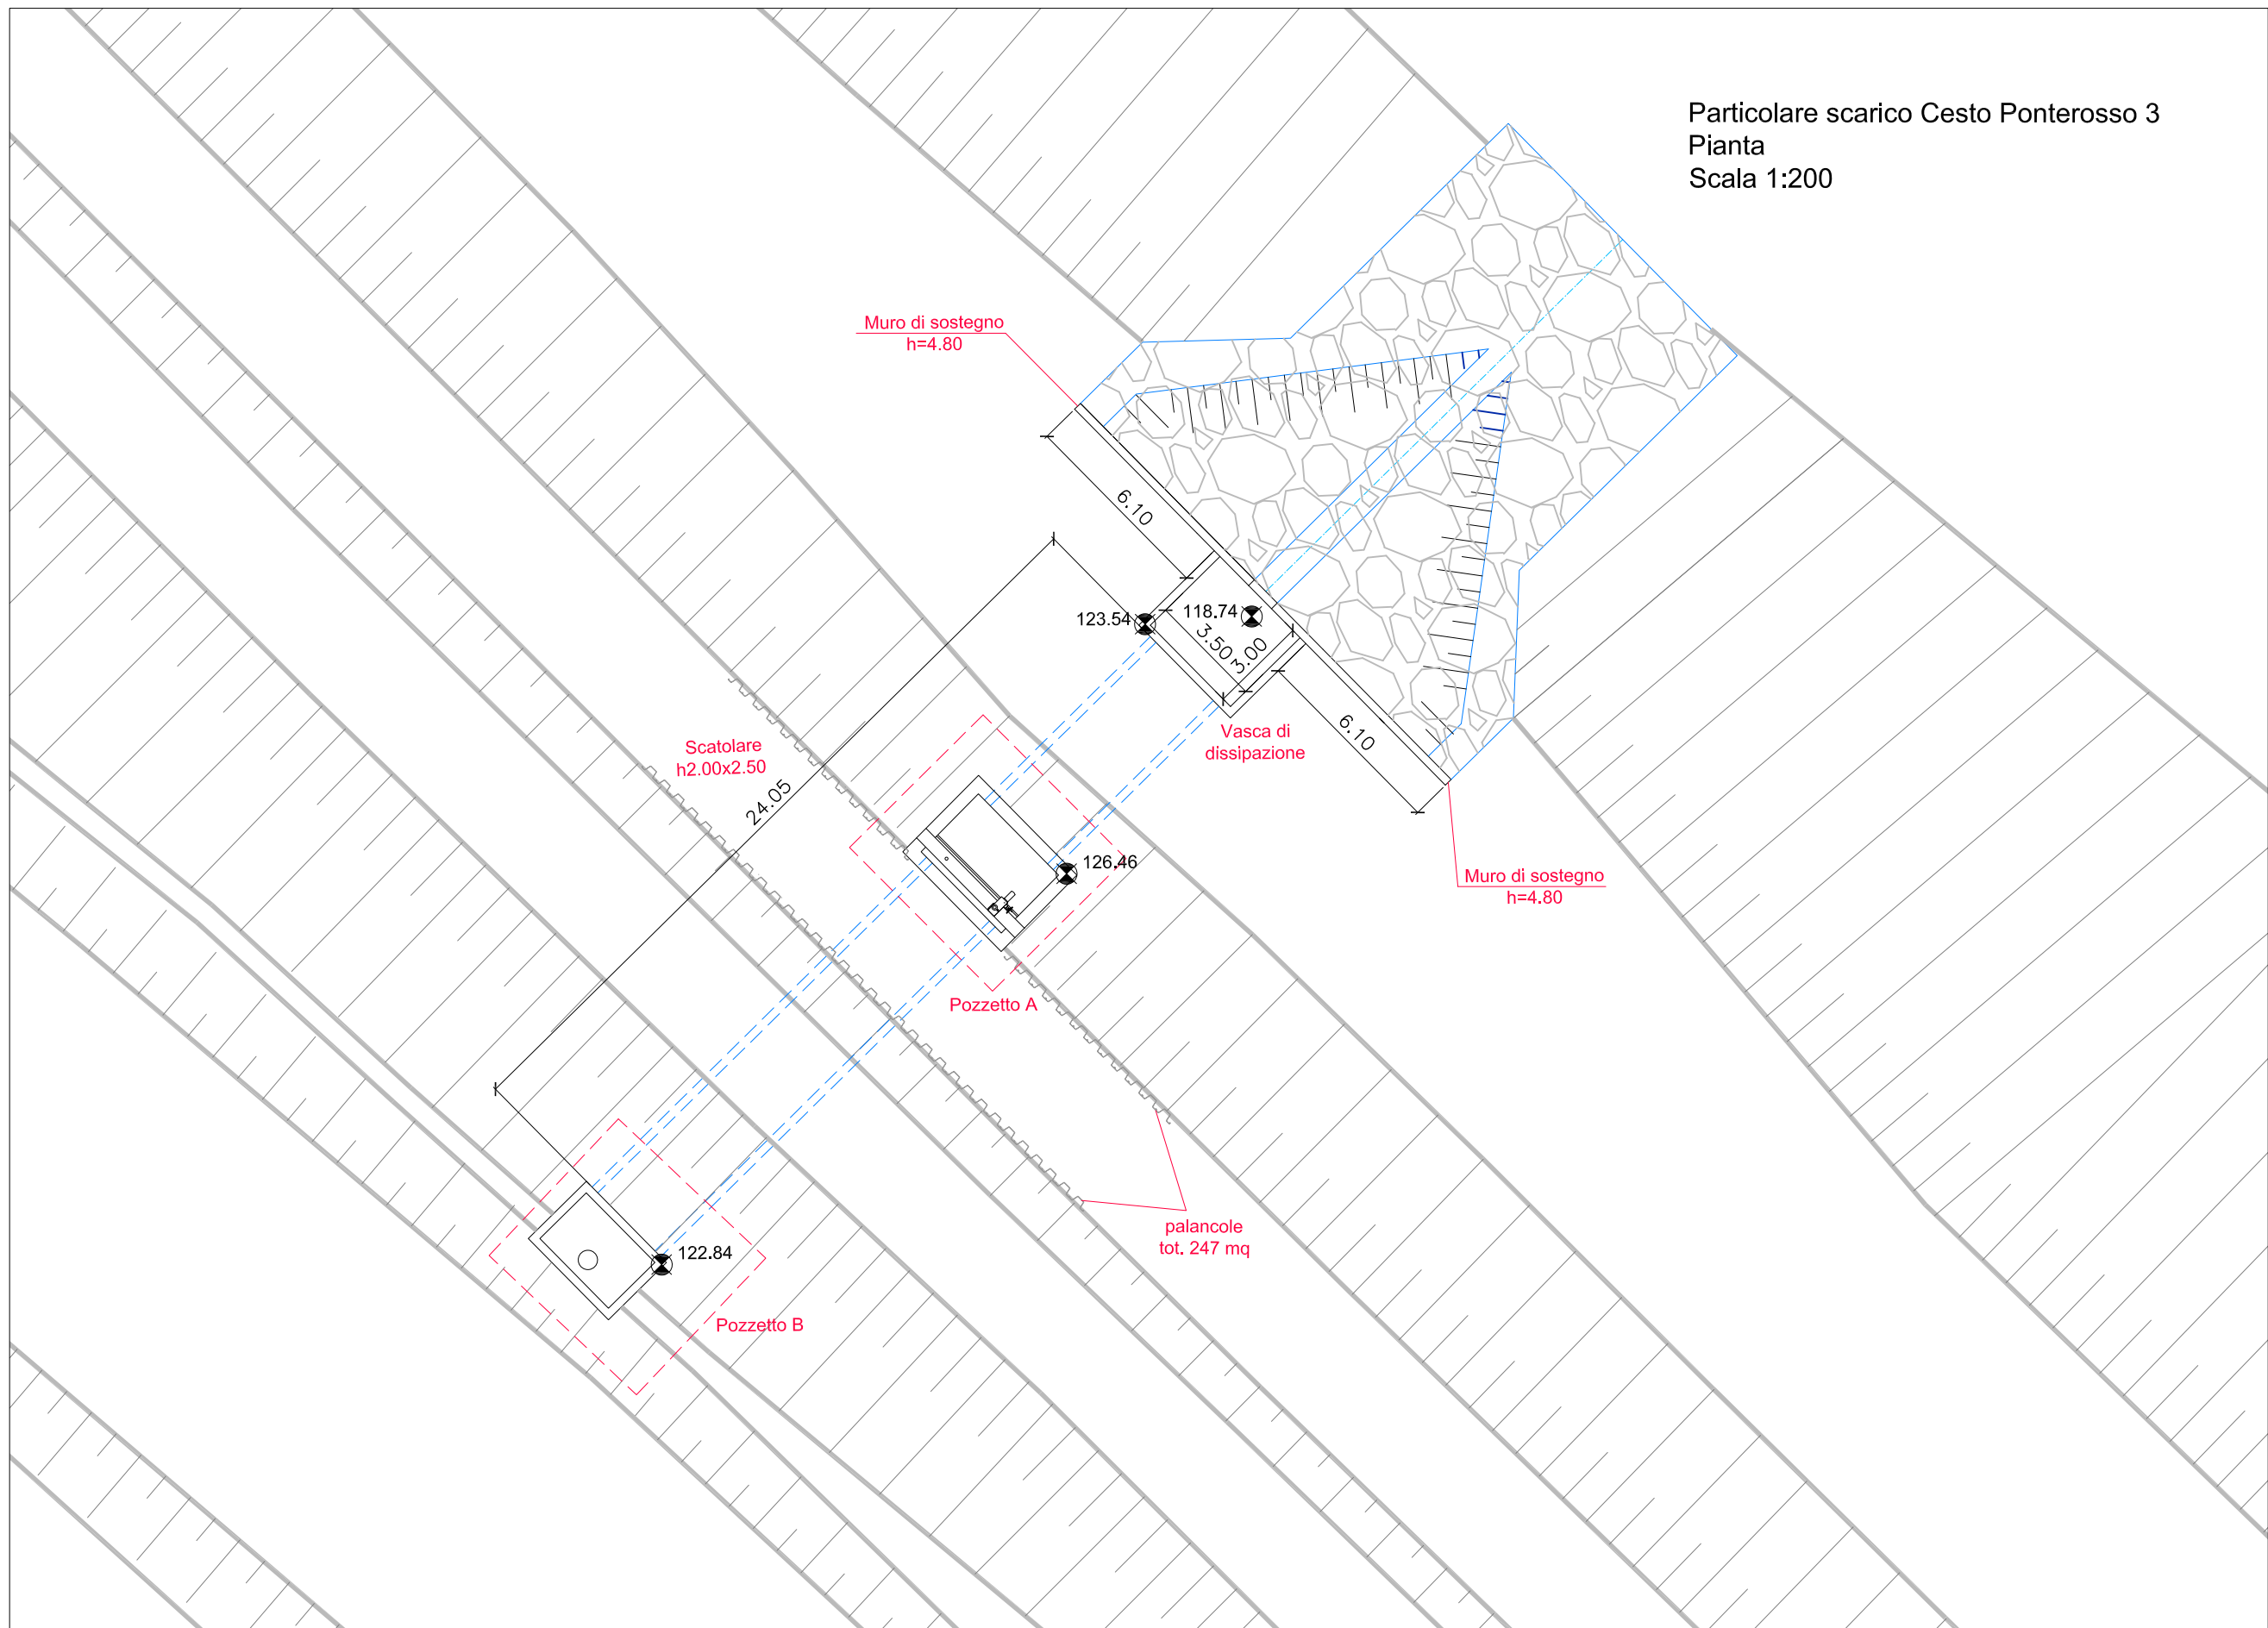 Particolare scarico Cesto Ponterosso 3
Pianta
Scala 1:200
Muro di sostegno
h=4.80
6.10
123.54
118.74
3.50
3.00
6.10
Vasca di
dissipazione
Scatolare
h2.00x2.50
24.05
126.46
Muro di sostegno
h=4.80
Pozzetto A
palancole
tot. 247 mq
122.84
Pozzetto B